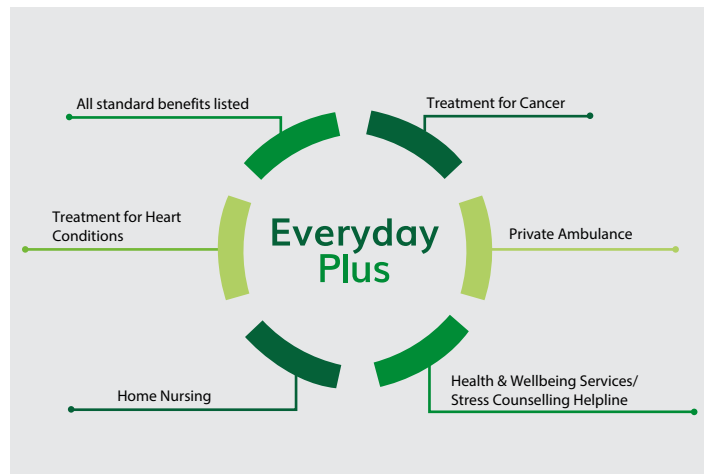 All standard benefits listed
Treatment for Cancer
Treatment for Heart
Conditions
Everyday
Plus
Private Ambulance
Home Nursing
Health & Wellbeing Services/
Stress Counselling Helpline